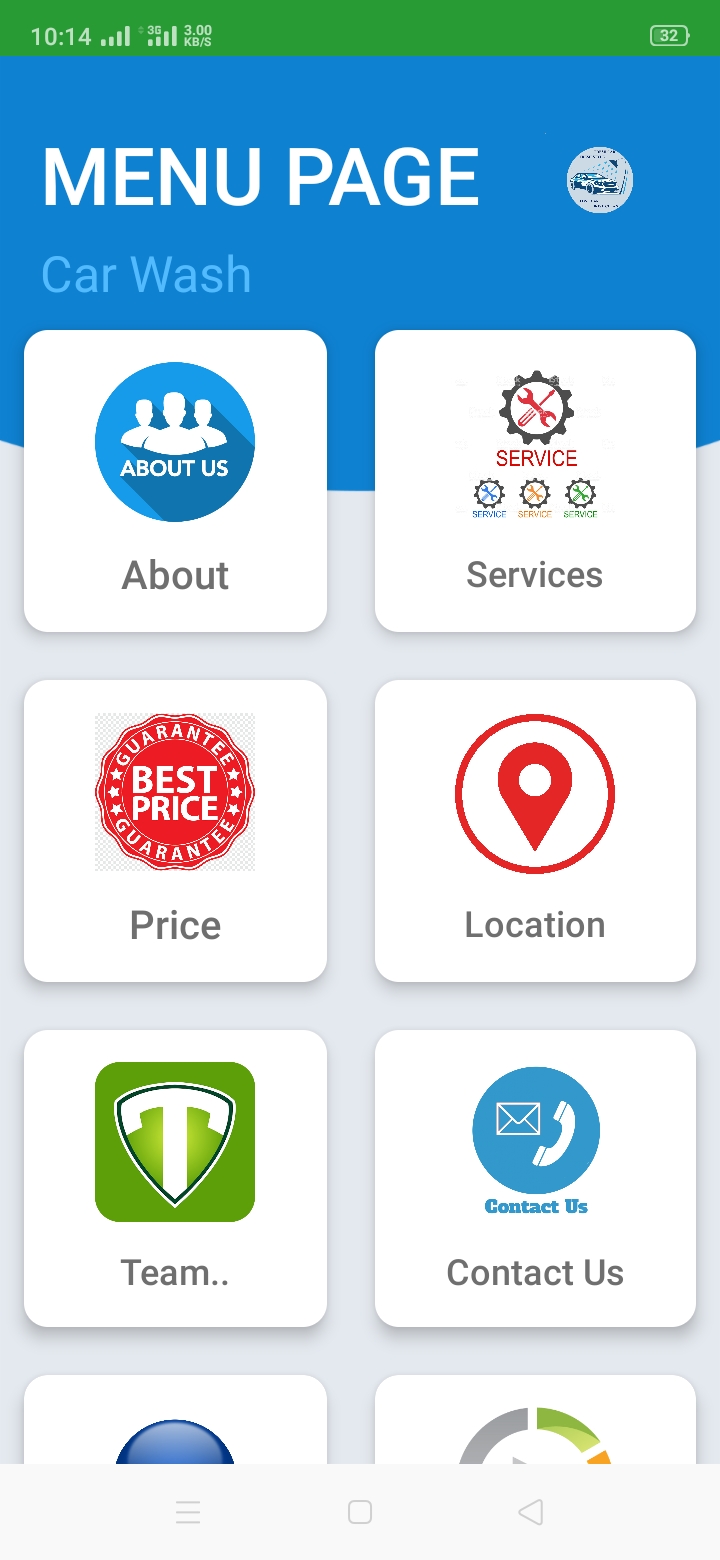 10:14 3G 3.00 KB/S 32
MENU PAGE
Car Wash
ABOUT US
About
SERVICE
SERVICE SERVICE SERVICE
Services
GUARANTEE
BEST
PRICE
GUARANTEE
Price
Location
T
Team..
Contact Us
Contact Us